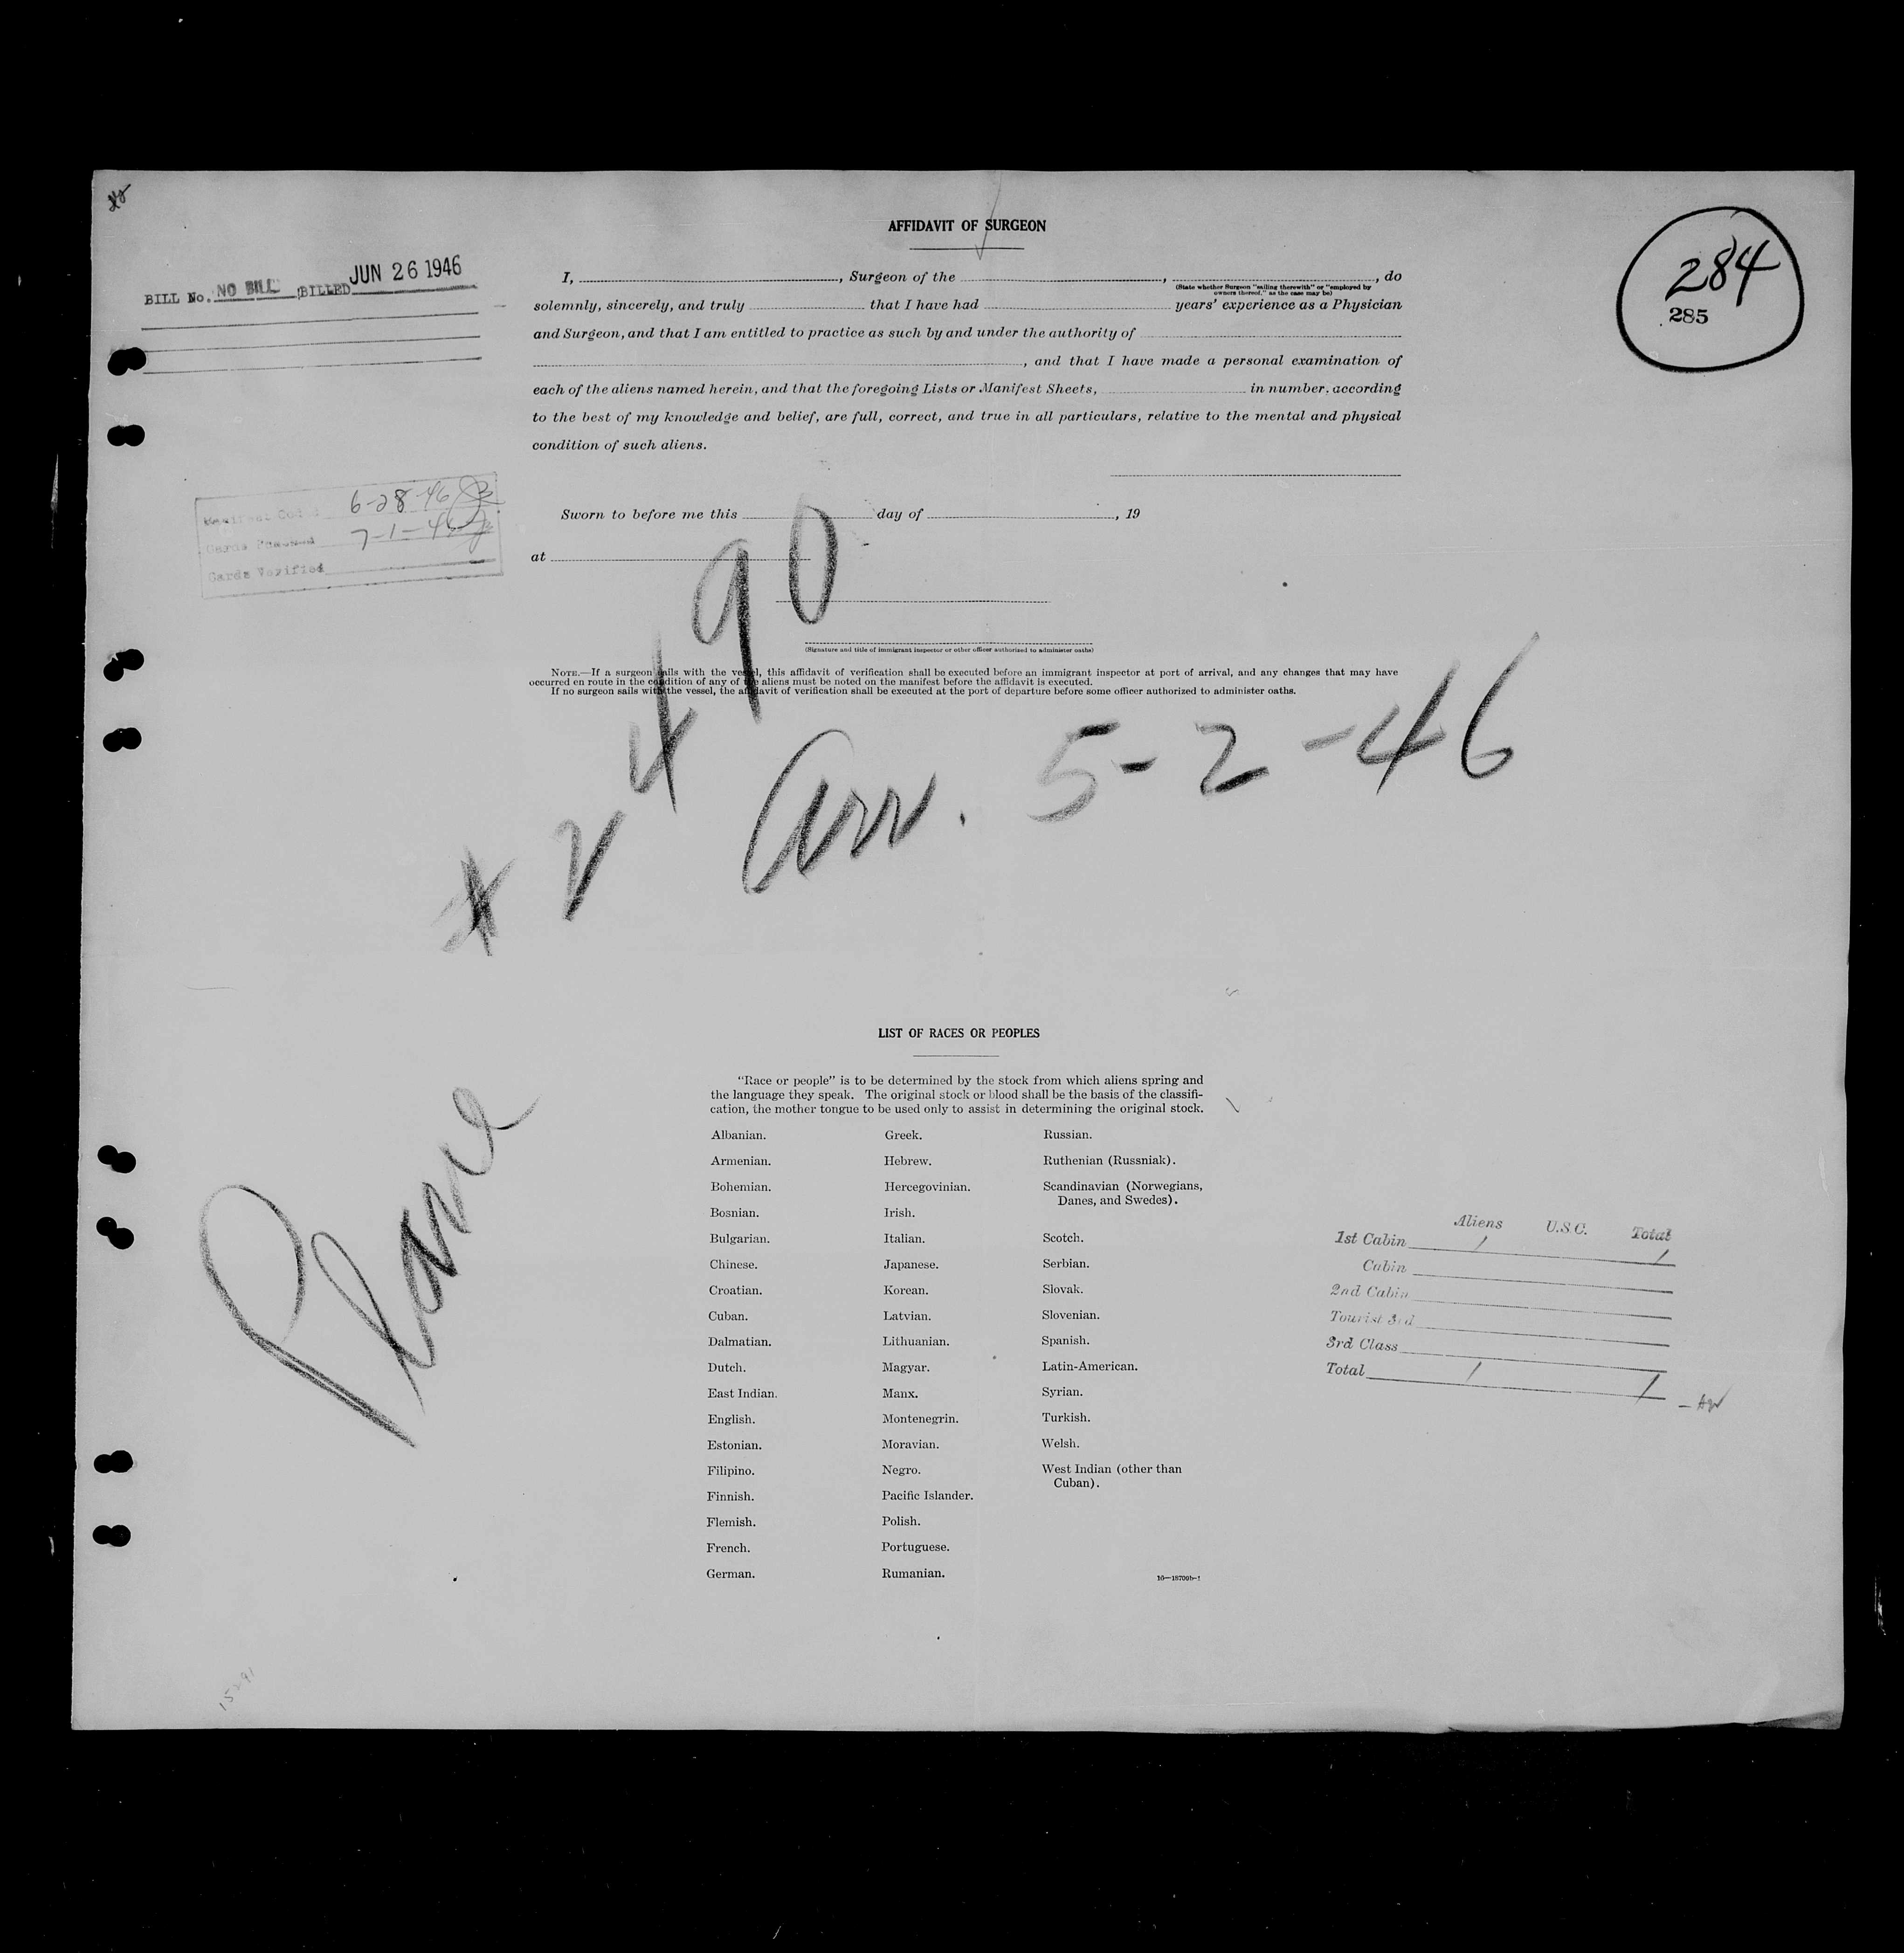 AFFIDAVIT OF SURGEON
BILL No. NO BILL BILLED JUN 26 1946
284
285
I, , Surgeon of the , , do
(State whether Surgeon "sailing therewith" or "employed by
owners thereof," as the case may be)
solemnly, sincerely, and truly that I have had years' experience as a Physician
and Surgeon, and that I am entitled to practice as such by and under the authority of
, and that I have made a personal examination of
each of the aliens named herein, and that the foregoing Lists or Manifest Sheets, in number, according
to the best of my knowledge and belief, are full, correct, and true in all particulars, relative to the mental and physical
condition of such aliens.
Manifest 6-28-46
Cards 7-1-46
Cards Verified
Sworn to before me this day of , 19
at
(Signature and title of immigrant inspector or other officer authorized to administer oaths)
NOTE.—If a surgeon sails with the vessel, this affidavit of verification shall be executed before an immigrant inspector at port of arrival, and any changes that may have
occurred en route in the condition of any of the aliens must be noted on the manifest before the affidavit is executed.
If no surgeon sails with the vessel, the affidavit of verification shall be executed at the port of departure before some officer authorized to administer oaths.
# 2490
Arr. 5-2-46
Plane
LIST OF RACES OR PEOPLES
"Race or people" is to be determined by the stock from which aliens spring and
the language they speak. The original stock or blood shall be the basis of the classifi-
cation, the mother tongue to be used only to assist in determining the original stock.
Albanian.
Armenian.
Bohemian.
Bosnian.
Bulgarian.
Chinese.
Croatian.
Cuban.
Dalmatian.
Dutch.
East Indian.
English.
Estonian.
Filipino.
Finnish.
Flemish.
French.
German.
Greek.
Hebrew.
Hercegovinian.
Irish.
Italian.
Japanese.
Korean.
Latvian.
Lithuanian.
Magyar.
Manx.
Montenegrin.
Moravian.
Negro.
Pacific Islander.
Polish.
Portuguese.
Rumanian.
Russian.
Ruthenian (Russniak).
Scandinavian (Norwegians,
Danes, and Swedes).
Scotch.
Serbian.
Slovak.
Slovenian.
Spanish.
Latin-American.
Syrian.
Turkish.
Welsh.
West Indian (other than
Cuban).
Aliens U.S.C. Total
1st Cabin 1 1
Cabin
2nd Cabin
Tourist 3rd
3rd Class
Total 1 1